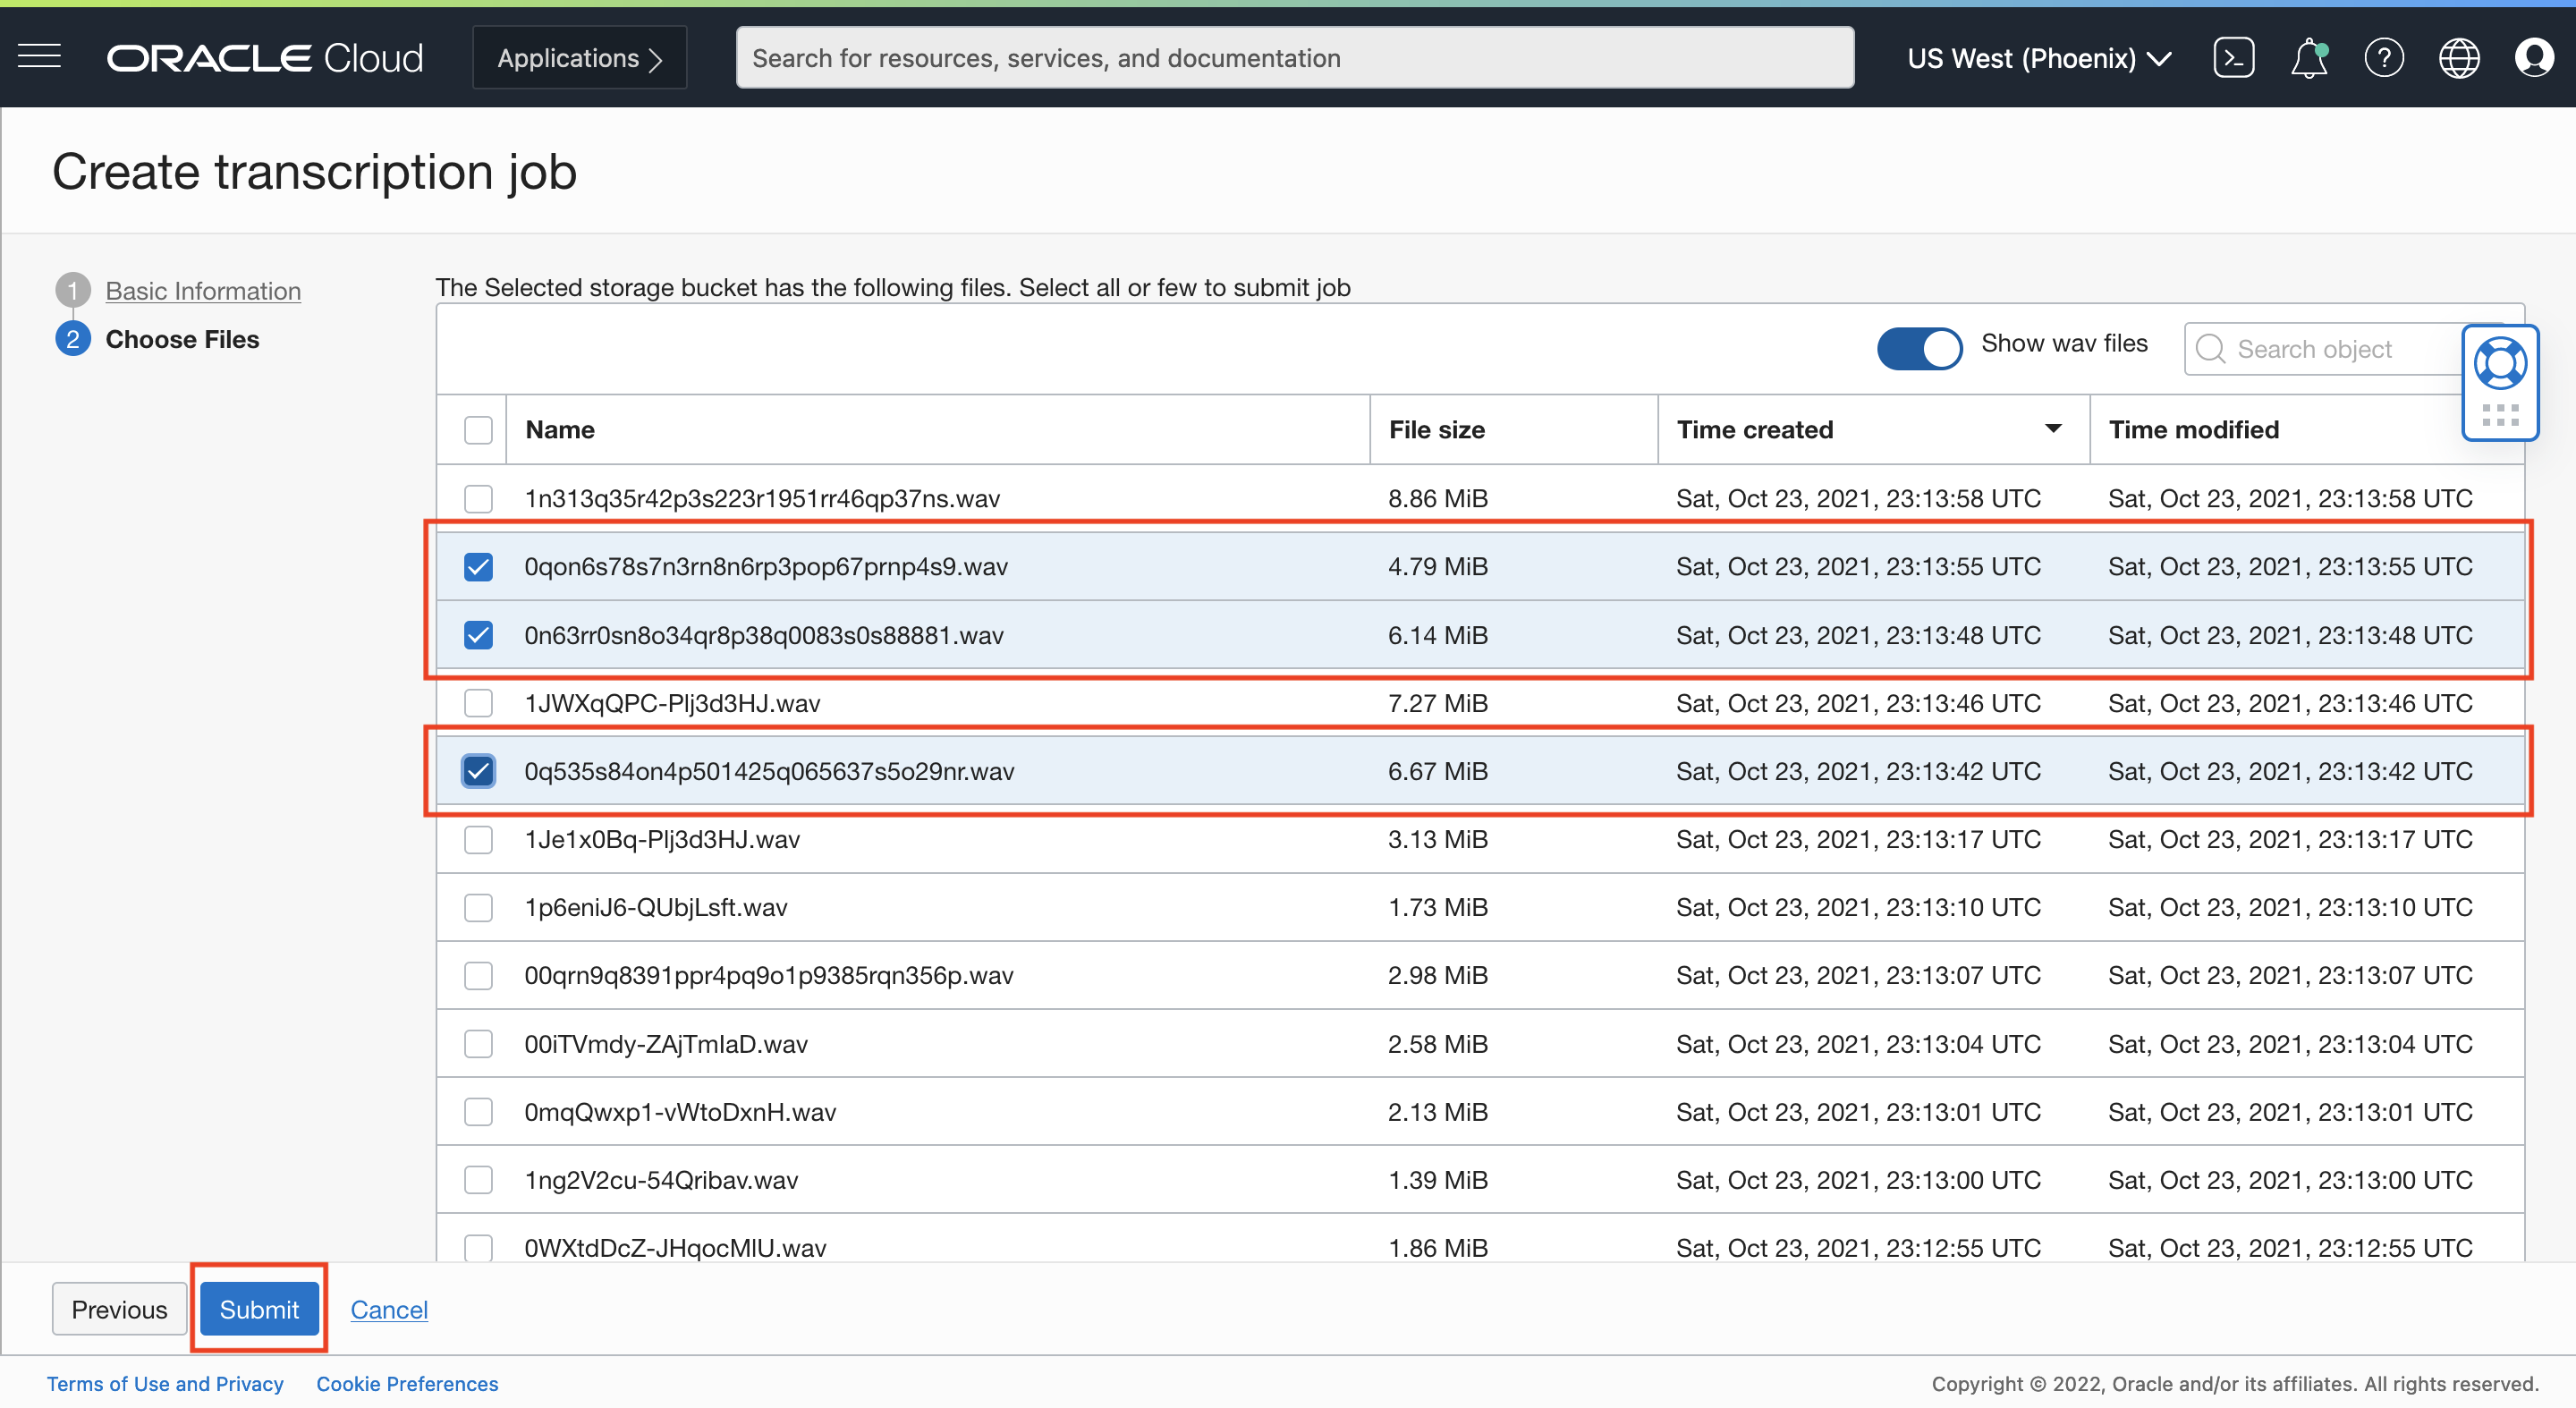 ORACLE Cloud Applications Search for resources, services, and documentation US West (Phoenix)
Create transcription job
1 Basic Information
2 Choose Files
The Selected storage bucket has the following files. Select all or few to submit job
Show wav files Search object
Name File size Time created Time modified
1n313q35r42p3s223r1951rr46qp37ns.wav 8.86 MiB Sat, Oct 23, 2021, 23:13:58 UTC Sat, Oct 23, 2021, 23:13:58 UTC
0qon6s78s7n3rn8n6rp3pop67prnp4s9.wav 4.79 MiB Sat, Oct 23, 2021, 23:13:55 UTC Sat, Oct 23, 2021, 23:13:55 UTC
0n63rr0sn8o34qr8p38q0083s0s88881.wav 6.14 MiB Sat, Oct 23, 2021, 23:13:48 UTC Sat, Oct 23, 2021, 23:13:48 UTC
1JWXqQPC-Plj3d3HJ.wav 7.27 MiB Sat, Oct 23, 2021, 23:13:46 UTC Sat, Oct 23, 2021, 23:13:46 UTC
0q535s84on4p501425q065637s5o29nr.wav 6.67 MiB Sat, Oct 23, 2021, 23:13:42 UTC Sat, Oct 23, 2021, 23:13:42 UTC
1Je1x0Bq-Plj3d3HJ.wav 3.13 MiB Sat, Oct 23, 2021, 23:13:17 UTC Sat, Oct 23, 2021, 23:13:17 UTC
1p6eniJ6-QUbjLsft.wav 1.73 MiB Sat, Oct 23, 2021, 23:13:10 UTC Sat, Oct 23, 2021, 23:13:10 UTC
00qrn9q8391ppr4pq9o1p9385rqn356p.wav 2.98 MiB Sat, Oct 23, 2021, 23:13:07 UTC Sat, Oct 23, 2021, 23:13:07 UTC
00iTVmdy-ZAjTmIaD.wav 2.58 MiB Sat, Oct 23, 2021, 23:13:04 UTC Sat, Oct 23, 2021, 23:13:04 UTC
0mqQwxp1-vWtoDxnH.wav 2.13 MiB Sat, Oct 23, 2021, 23:13:01 UTC Sat, Oct 23, 2021, 23:13:01 UTC
1ng2V2cu-54Qribav.wav 1.39 MiB Sat, Oct 23, 2021, 23:13:00 UTC Sat, Oct 23, 2021, 23:13:00 UTC
0WXtdDcZ-JHqocMlU.wav 1.86 MiB Sat, Oct 23, 2021, 23:12:55 UTC Sat, Oct 23, 2021, 23:12:55 UTC
Previous Submit Cancel
Terms of Use and Privacy Cookie Preferences Copyright © 2022, Oracle and/or its affiliates. All rights reserved.